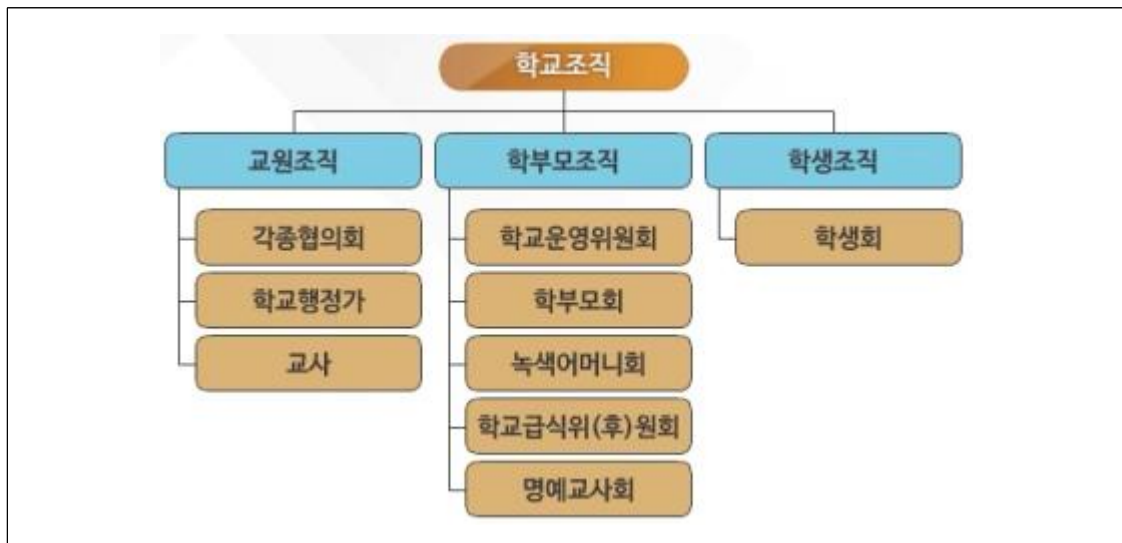 학교조직
교원조직
각종협의회
학교행정가
교사
학부모조직
학교운영위원회
학부모회
녹색어머니회
학교급식위(후)원회
명예교사회
학생조직
학생회